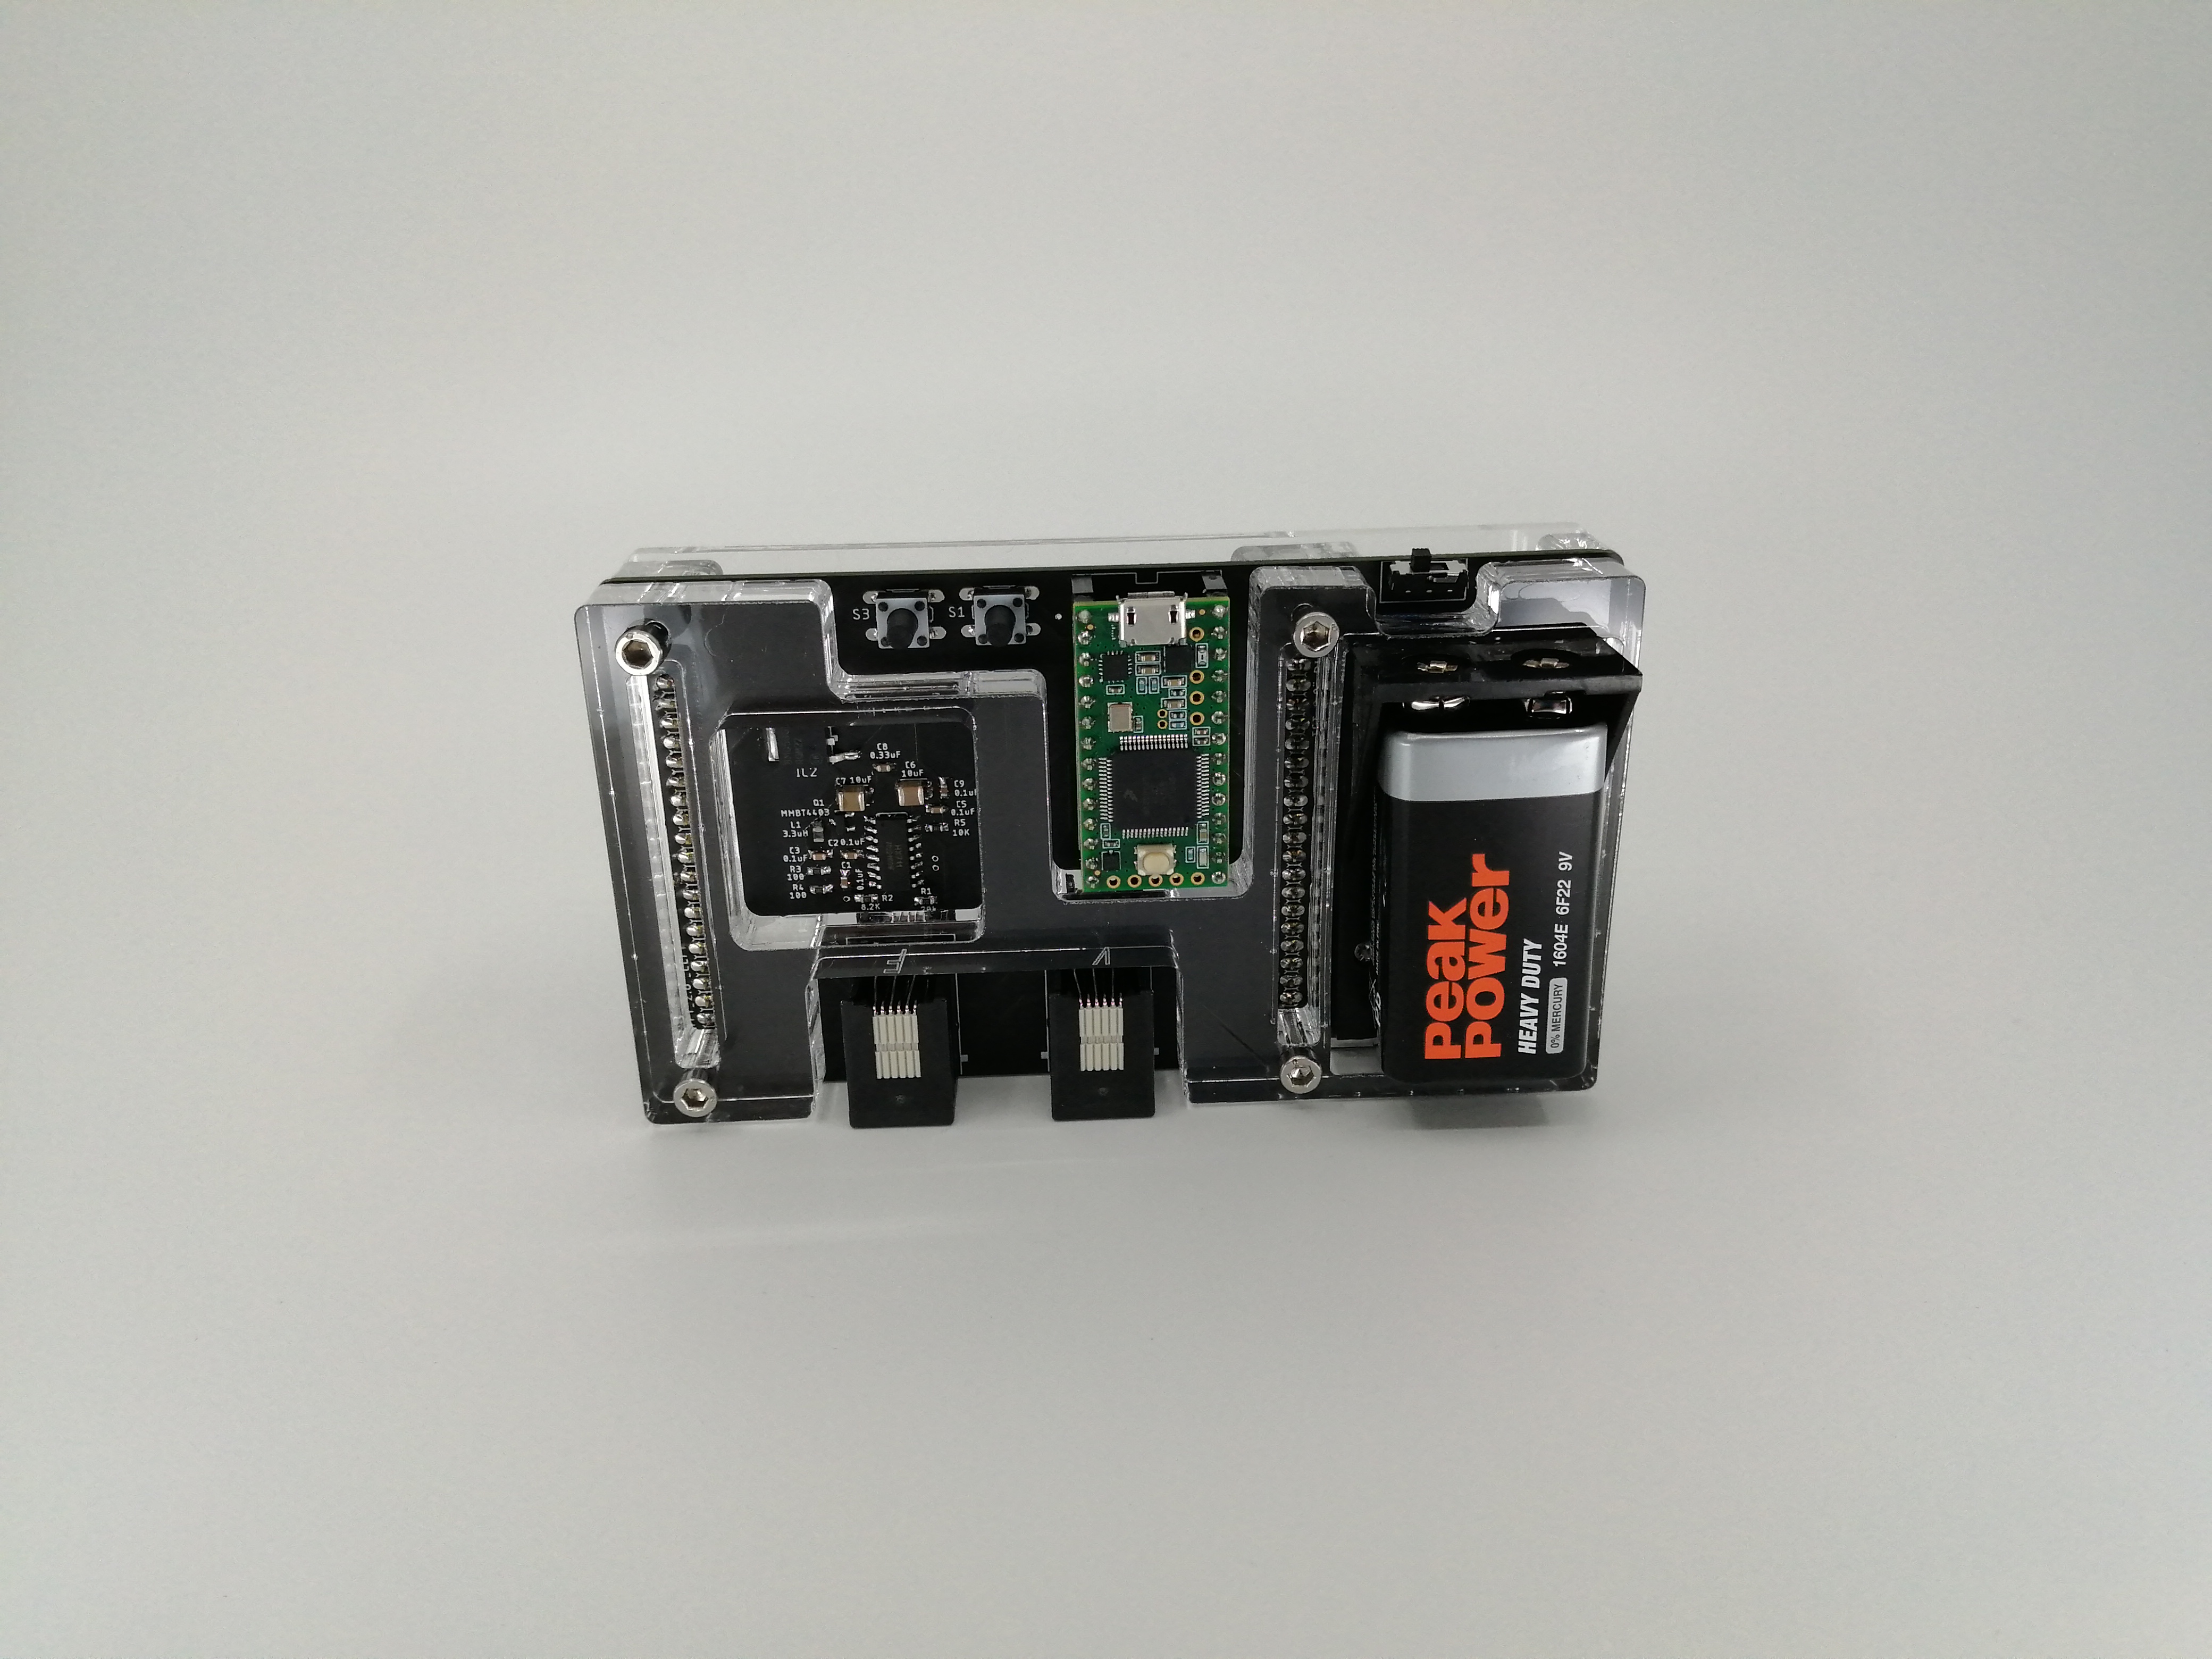 S3
S1
IC2
C8
0.33uF
C7 10uF
C6
10uF
C9
0.1uF
Q1
MMBT4403
C5
0.1uF
L1
3.3uH
R5
10K
C3
0.1uF
C2 0.1uF
R3
100
C1
0.1uF
R4
100
R2
8.2K
R1
F
V
Peak
Power
HEAVY DUTY
0% MERCURY
1604E 6F22 9V